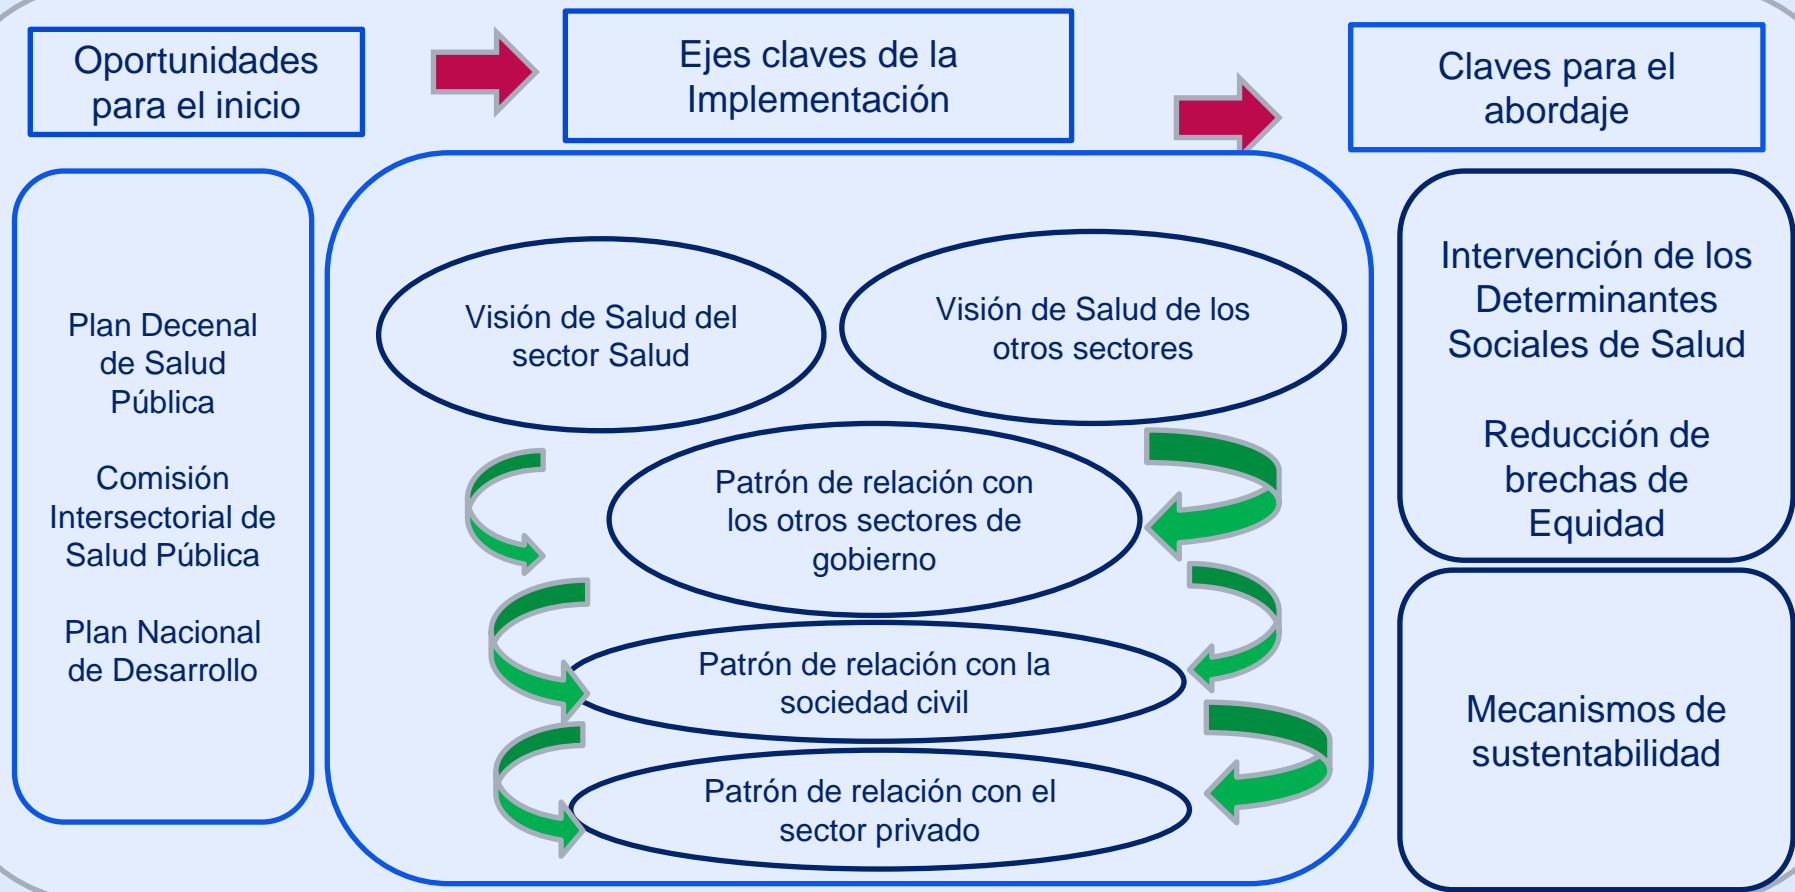 Oportunidades
para el inicio
Ejes claves de la
Implementación
Claves para el
abordaje
Plan Decenal
de Salud
Pública
Comisión
Intersectorial de
Salud Pública
Plan Nacional
de Desarrollo
Visión de Salud del
sector Salud
Visión de Salud de los
otros sectores
Patrón de relación con
los otros sectores de
gobierno
Patrón de relación con la
sociedad civil
Patrón de relación con el
sector privado
Intervención de los
Determinantes
Sociales de Salud
Reducción de
brechas de
Equidad
Mecanismos de
sustentabilidad